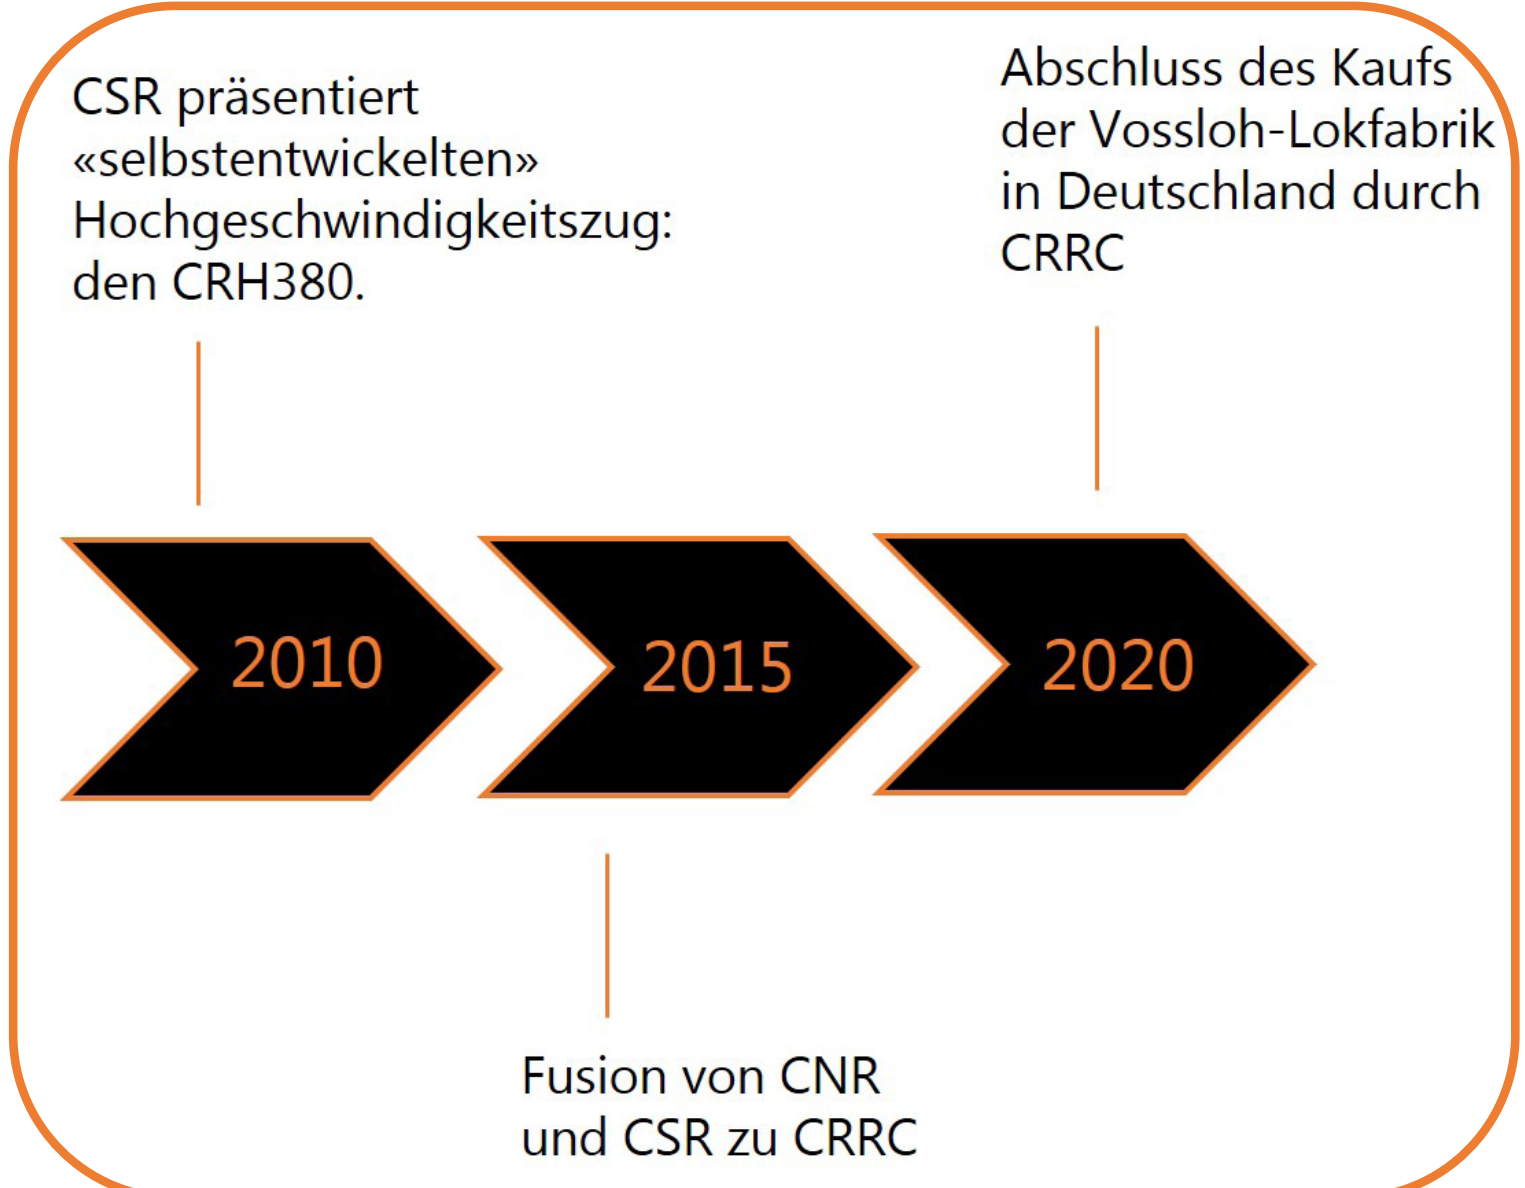 CSR präsentiert
«selbstentwickelten»
Hochgeschwindigkeitszug:
den CRH380.
Abschluss des Kaufs
der Vossloh-Lokfabrik
in Deutschland durch
CRRC
2010
2015
2020
Fusion von CNR
und CSR zu CRRC